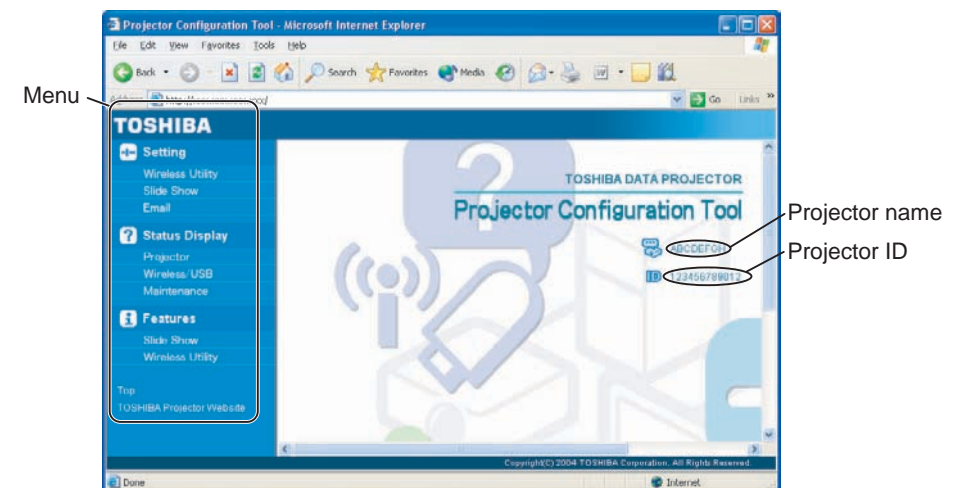 Projector Configuration Tool - Microsoft Internet Explorer
File Edit View Favorites Tools Help
Back Search Favorites Media
Menu
Go Links »
TOSHIBA
Setting
Wireless Utility
Slide Show
Email
Status Display
Projector
Wireless/USB
Maintenance
Features
Slide Show
Wireless Utility
Top
TOSHIBA Projector Website
TOSHIBA DATA PROJECTOR
Projector Configuration Tool
ABCDEFGH
Projector name
ID 123456789012
Projector ID
Copyright(C) 2004 TOSHIBA Corporation, All Rights Reserved.
Done Internet